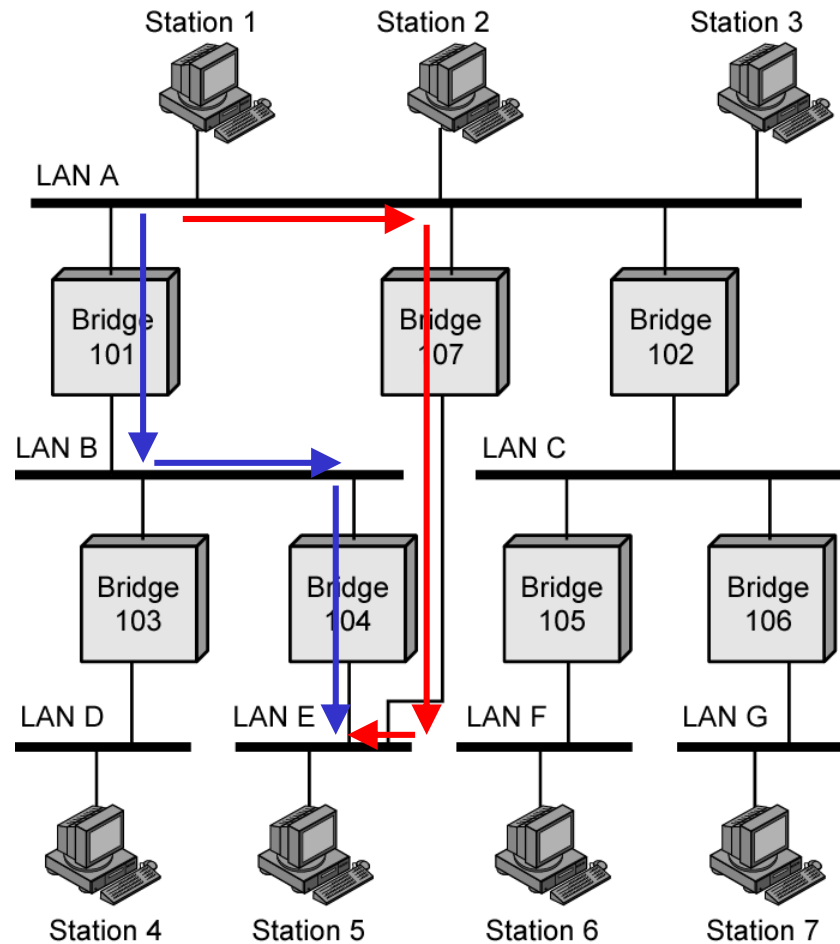 Station 1
Station 2
Station 3
LAN A
Bridge
101
Bridge
107
Bridge
102
LAN B
LAN C
Bridge
103
Bridge
104
Bridge
105
Bridge
106
LAN D
LAN E
LAN F
LAN G
Station 4
Station 5
Station 6
Station 7